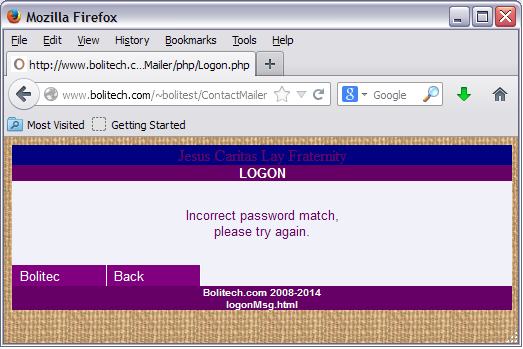 Mozilla Firefox
File Edit View History Bookmarks Tools Help
http://www.bolitech.c...Mailer/php/Logon.php
www.bolitech.com/~bolitest/ContactMailer
Google
Most Visited Getting Started
Jesus Caritas Lay Fraternity
LOGON
Incorrect password match,
please try again.
Bolitec Back
Bolitech.com 2008-2014
logonMsg.html